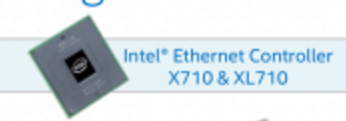 Intel® Ethernet Controller
X710 & XL710